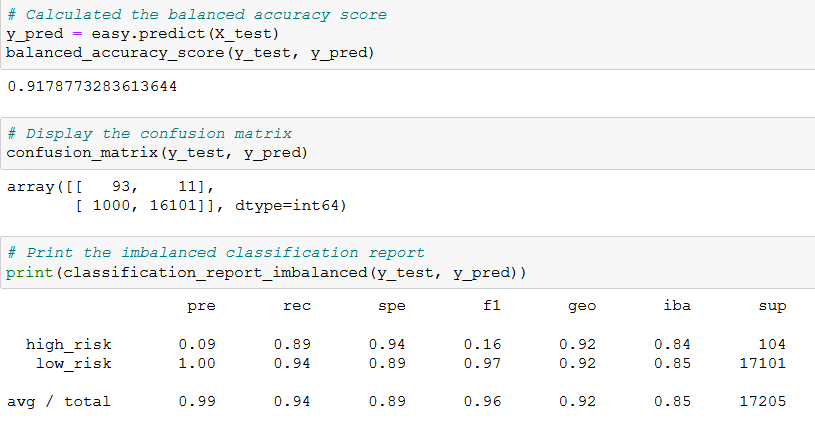 # Calculated the balanced accuracy score
y_pred = easy.predict(X_test)
balanced_accuracy_score(y_test, y_pred)
0.9178773283613644
# Display the confusion matrix
confusion_matrix(y_test, y_pred)
array([[   93,    11],
       [ 1000, 16101]], dtype=int64)
# Print the imbalanced classification report
print(classification_report_imbalanced(y_test, y_pred))
pre rec spe f1 geo iba sup
high_risk 0.09 0.89 0.94 0.16 0.92 0.84 104
low_risk 1.00 0.94 0.89 0.97 0.92 0.85 17101
avg / total 0.99 0.94 0.89 0.96 0.92 0.85 17205